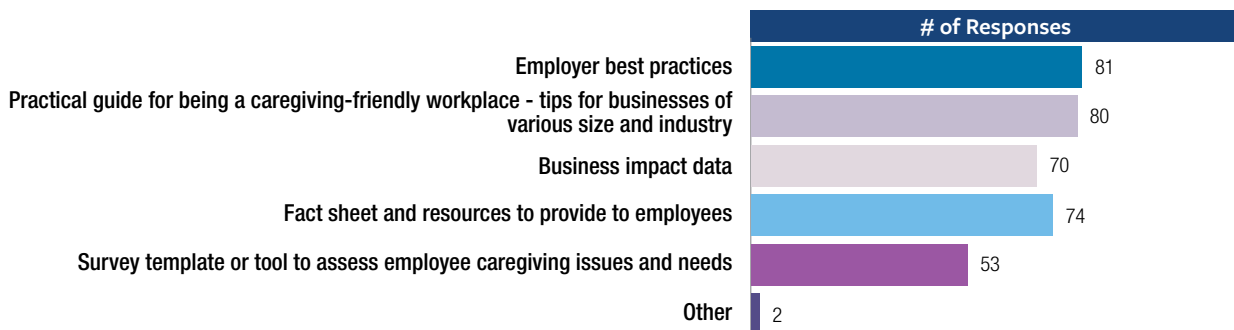 # of Responses
Employer best practices
81
Practical guide for being a caregiving-friendly workplace - tips for businesses of
various size and industry
80
Business impact data
70
Fact sheet and resources to provide to employees
74
Survey template or tool to assess employee caregiving issues and needs
53
Other
2